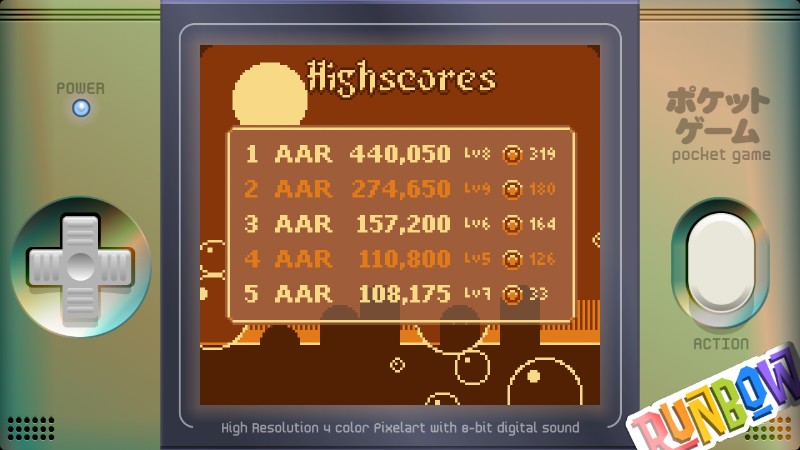 POWER
Highscores
1 AAR 440,050 Lv8 319
2 AAR 274,650 Lv9 180
3 AAR 157,200 Lv6 164
4 AAR 110,800 Lv5 126
5 AAR 108,175 Lv7 33
ポケット
ゲーム
pocket game
ACTION
RUNBOW
High Resolution 4 color Pixelart with 8-bit digital sound